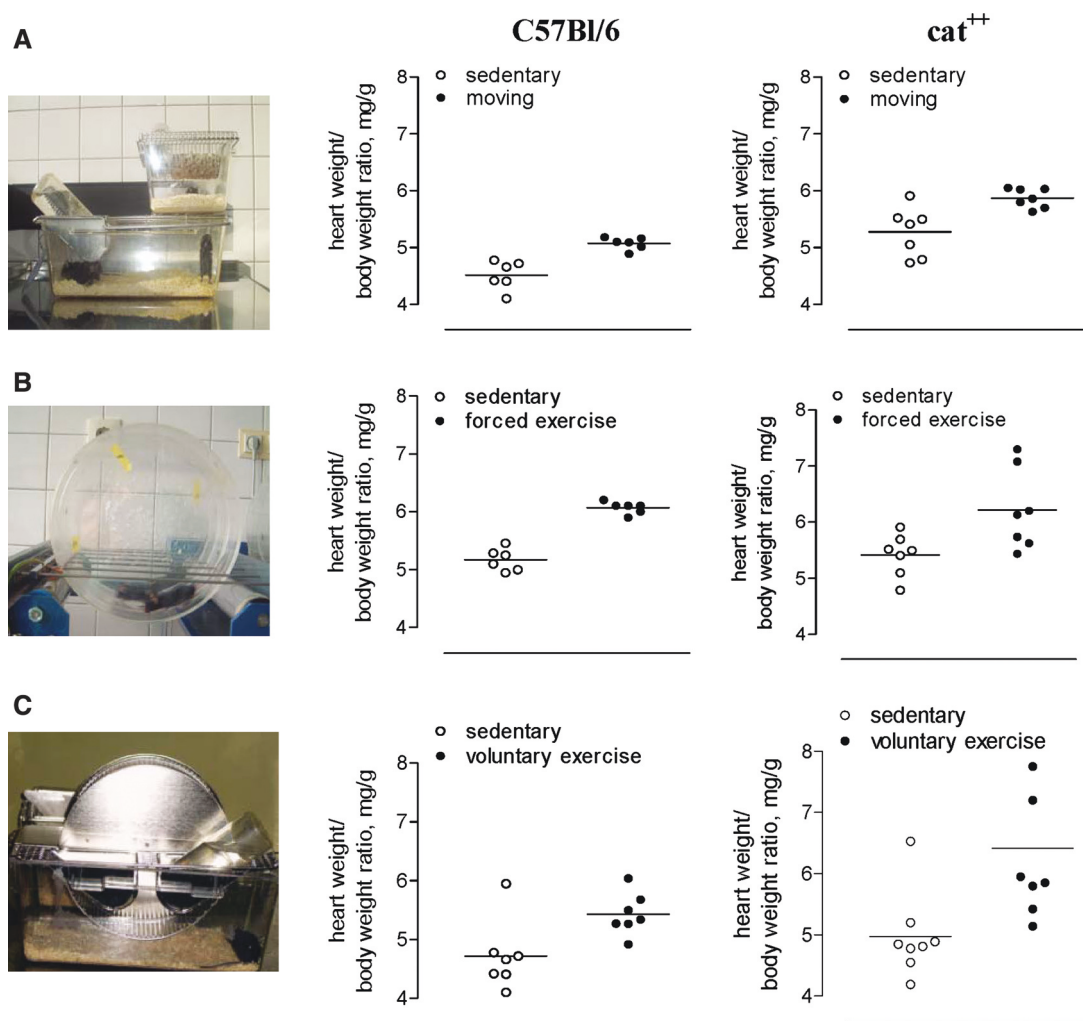 C57Bl/6
cat++
A
heart weight/
body weight ratio, mg/g
8
7
6
5
4
sedentary
moving
heart weight/
body weight ratio, mg/g
8
7
6
5
4
sedentary
moving
B
heart weight/
body weight ratio, mg/g
8
7
6
5
4
sedentary
forced exercise
heart weight/
body weight ratio, mg/g
8
7
6
5
4
sedentary
forced exercise
C
heart weight/
body weight ratio, mg/g
8
7
6
5
4
sedentary
voluntary exercise
heart weight/
body weight ratio, mg/g
8
7
6
5
4
sedentary
voluntary exercise